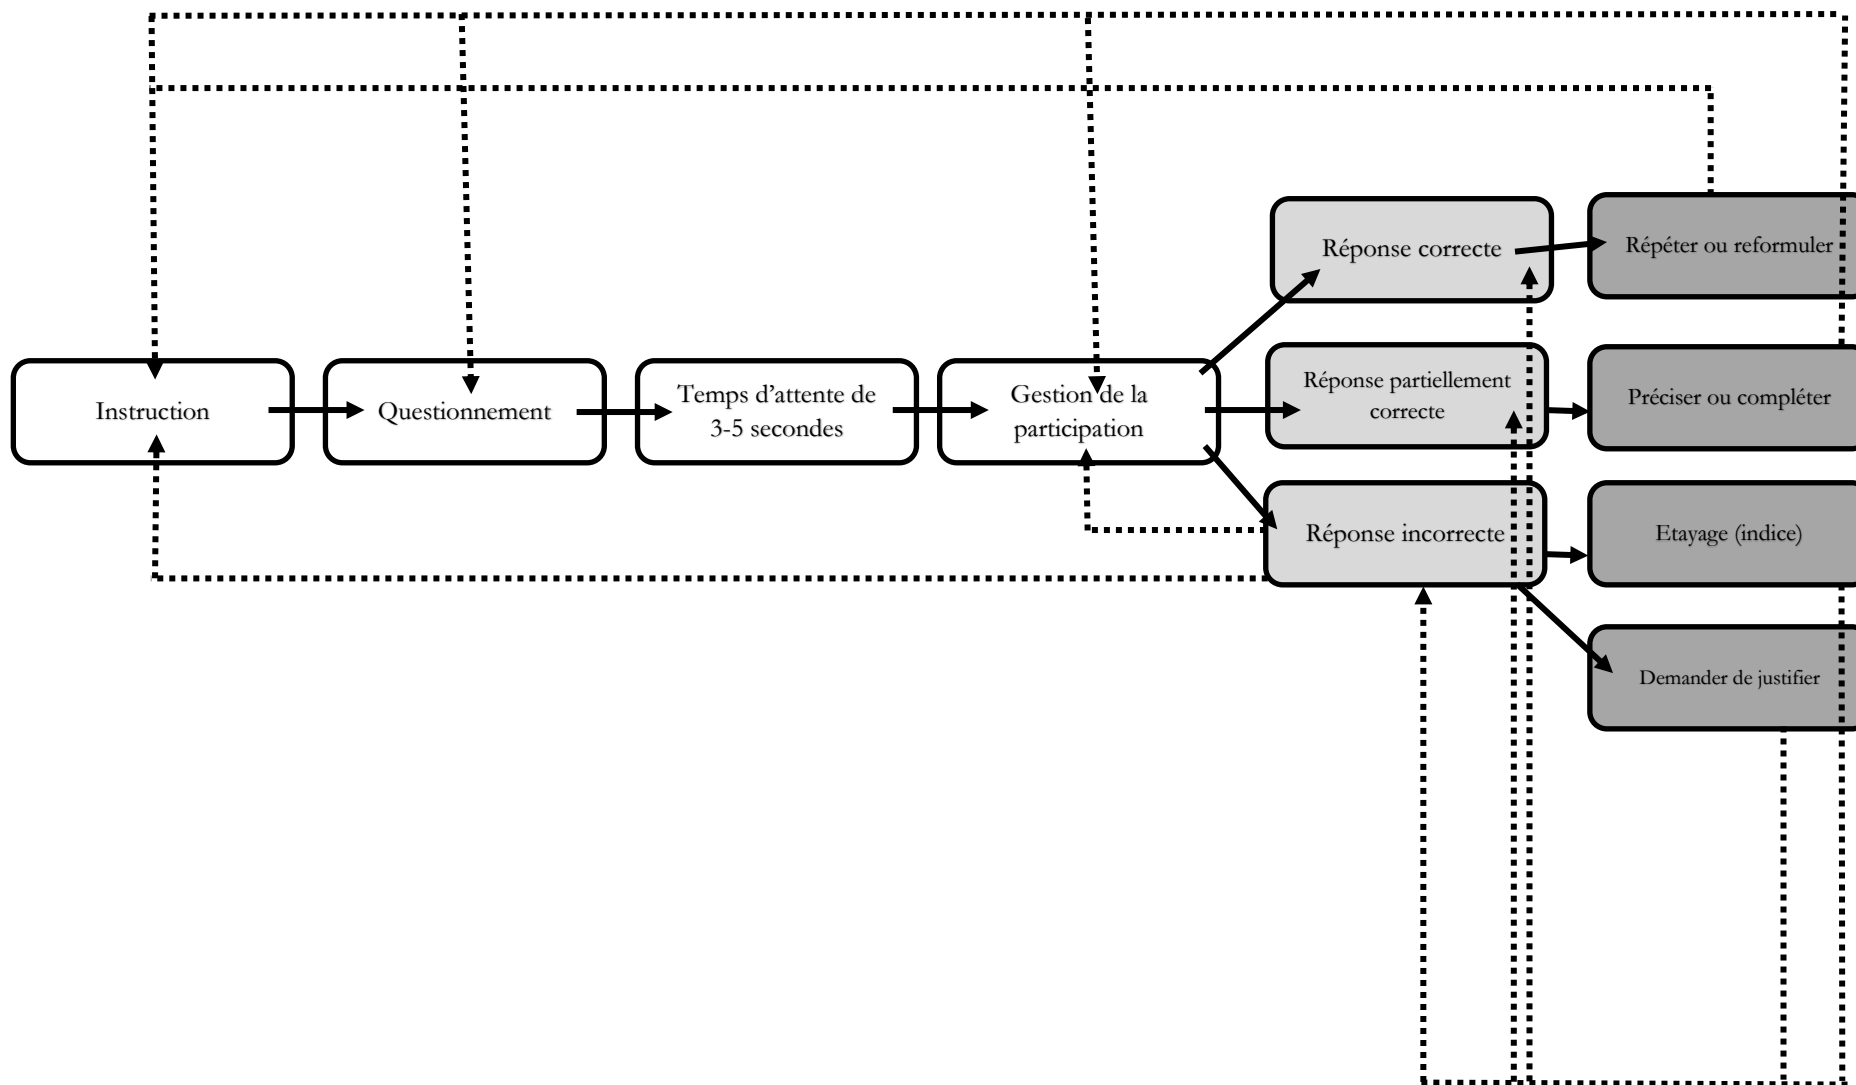 Instruction
Questionnement
Temps d'attente de
3-5 secondes
Gestion de la
participation
Réponse correcte
Répéter ou reformuler
Réponse partiellement
correcte
Préciser ou compléter
Réponse incorrecte
Etayage (indice)
Demander de justifier